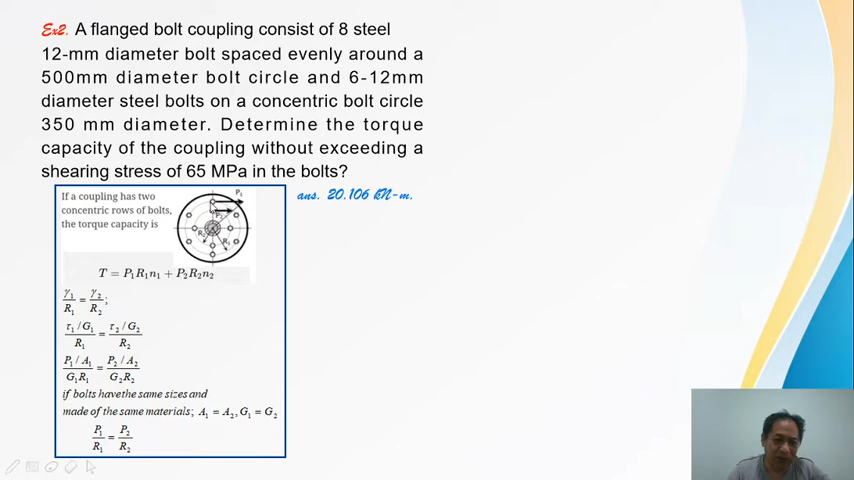 Ex2. A flanged bolt coupling consist of 8 steel
12-mm diameter bolt spaced evenly around a
500mm diameter bolt circle and 6-12mm
diameter steel bolts on a concentric bolt circle
350 mm diameter. Determine the torque
capacity of the coupling without exceeding a
shearing stress of 65 MPa in the bolts?
ans. 20.106 kN-m.
If a coupling has two
concentric rows of bolts,
the torque capacity is
P₁
P₂
R₂
R₁
T = P₁R₁n₁ + P₂R₂n₂
γ₁/R₁ = γ₂/R₂;
τ₁/G₁ / R₁ = τ₂/G₂ / R₂
P₁/A₁ / G₁R₁ = P₂/A₂ / G₂R₂
if bolts havethe same sizes and
made of the same materials; A₁ = A₂, G₁ = G₂
P₁/R₁ = P₂/R₂